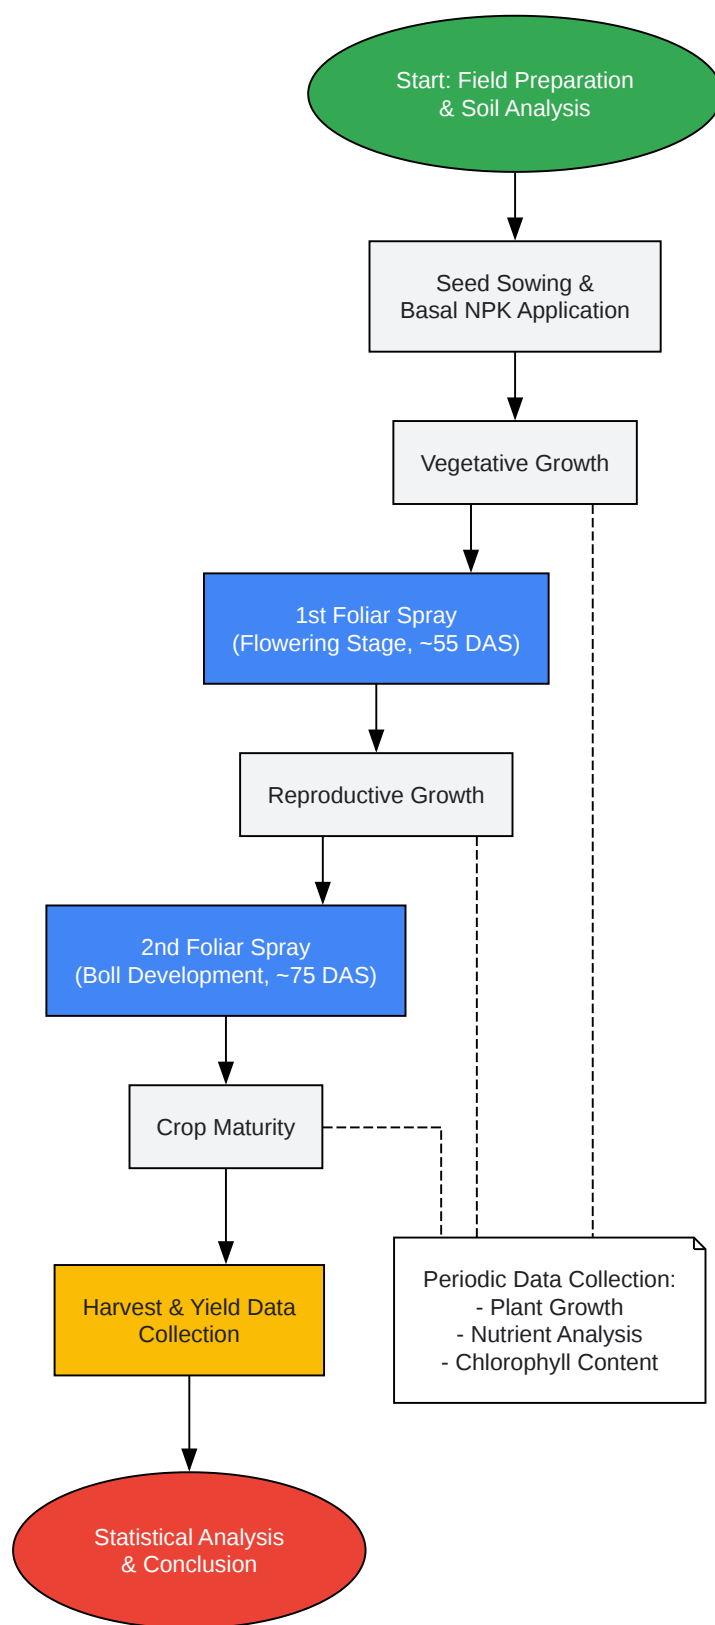 Start: Field Preparation
& Soil Analysis
Seed Sowing &
Basal NPK Application
Vegetative Growth
1st Foliar Spray
(Flowering Stage, ~55 DAS)
Reproductive Growth
2nd Foliar Spray
(Boll Development, ~75 DAS)
Crop Maturity
Harvest & Yield Data
Collection
Periodic Data Collection:
- Plant Growth
- Nutrient Analysis
- Chlorophyll Content
Statistical Analysis
& Conclusion